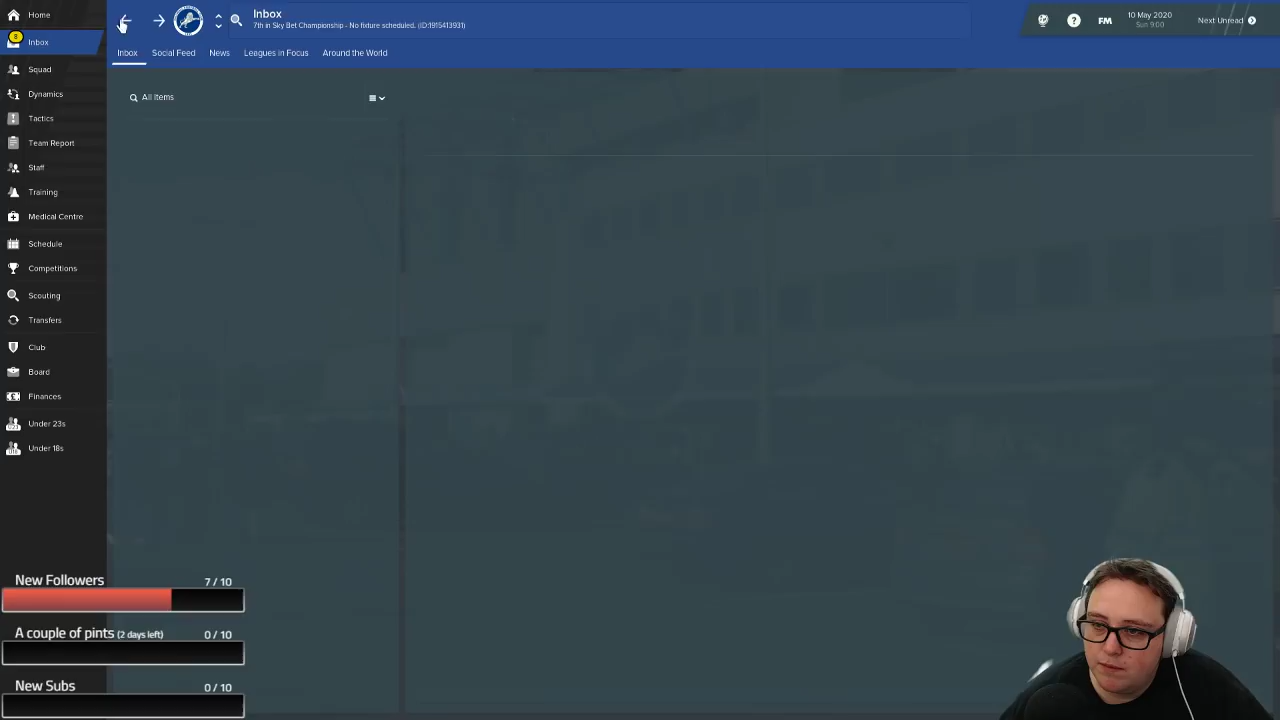 Home
Inbox
7th in Sky Bet Championship - No fixture scheduled. (ID:1915413931)
FM
10 May 2020
Sun 9:00
Next Unread
8
Inbox
Inbox
Social Feed
News
Leagues in Focus
Around the World
All Items
Squad
Dynamics
Tactics
Team Report
Staff
Training
Medical Centre
Schedule
Competitions
Scouting
Transfers
Club
Board
Finances
Under 23s
Under 18s
New Followers 7 / 10
A couple of pints (2 days left) 0 / 10
New Subs 0 / 10